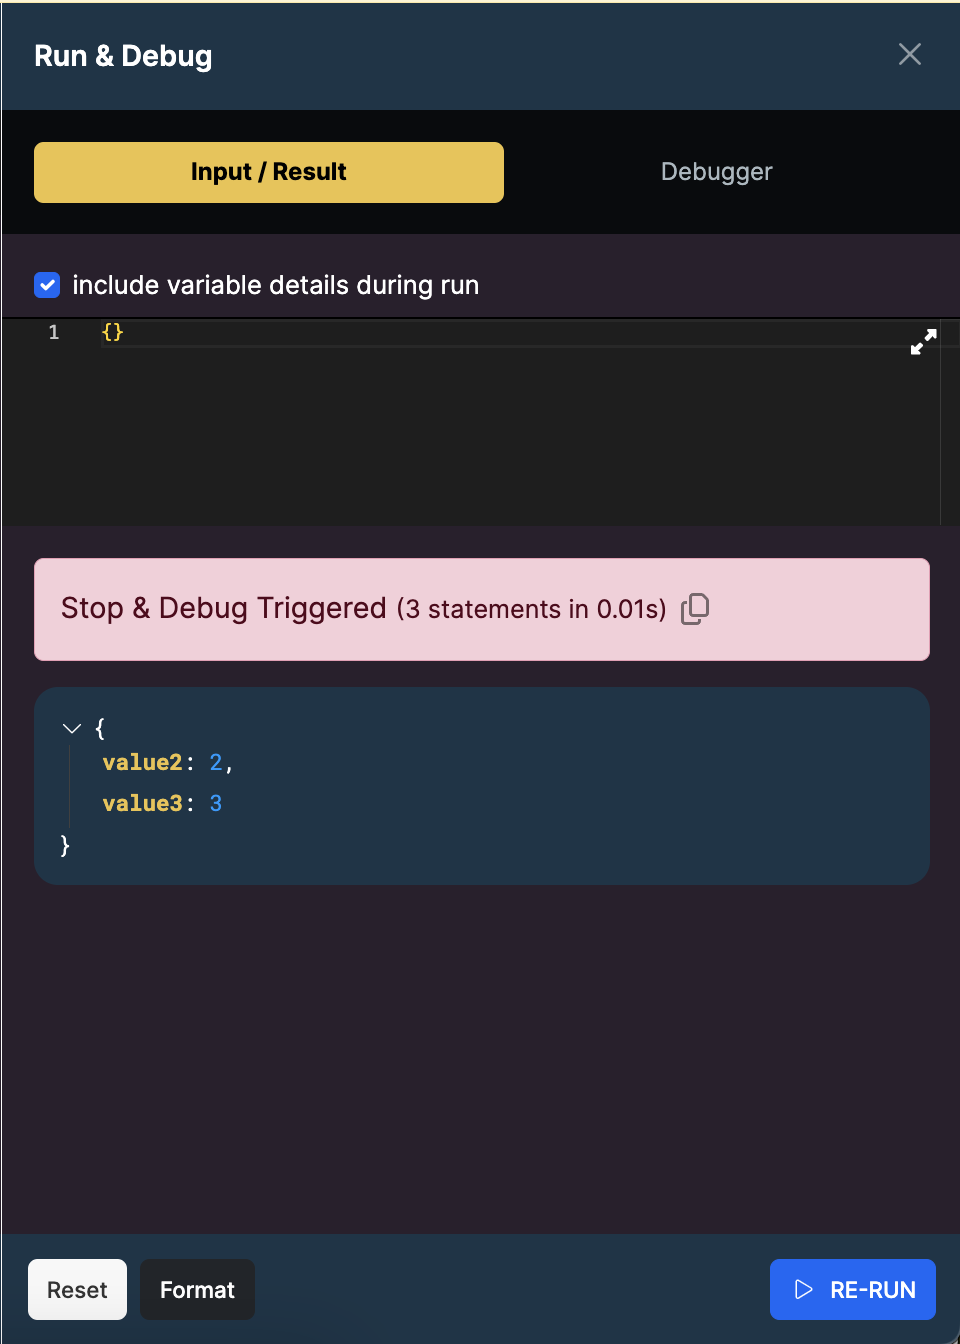 Run & Debug
Input / Result
Debugger
include variable details during run
1 {}
Stop & Debug Triggered (3 statements in 0.01s)
{
value2: 2,
value3: 3
}
Reset
Format
RE-RUN